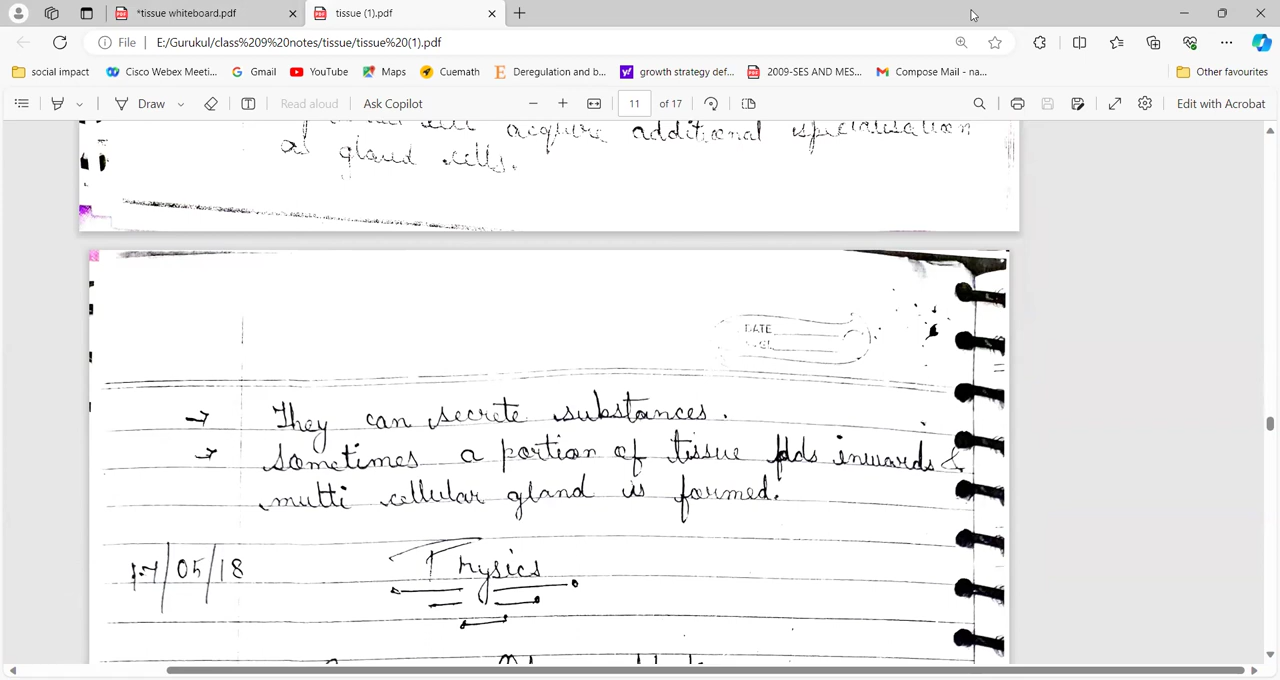 *tissue whiteboard.pdf
tissue (1).pdf
File E:/Gurukul/class%209%20notes/tissue/tissue%20(1).pdf
social impact Cisco Webex Meeti... Gmail YouTube Maps Cuemath Deregulation and b... growth strategy def... 2009-SES AND MES... Compose Mail - na... Other favourites
Draw Read aloud Ask Copilot 11 of 17 Edit with Acrobat
acquire additional specialisation
as gland cells.
DATE
→ They can secrete substances.
→ Sometimes a portion of tissue folds inwards &
multi cellular gland is formed.
17/05/18 Physics